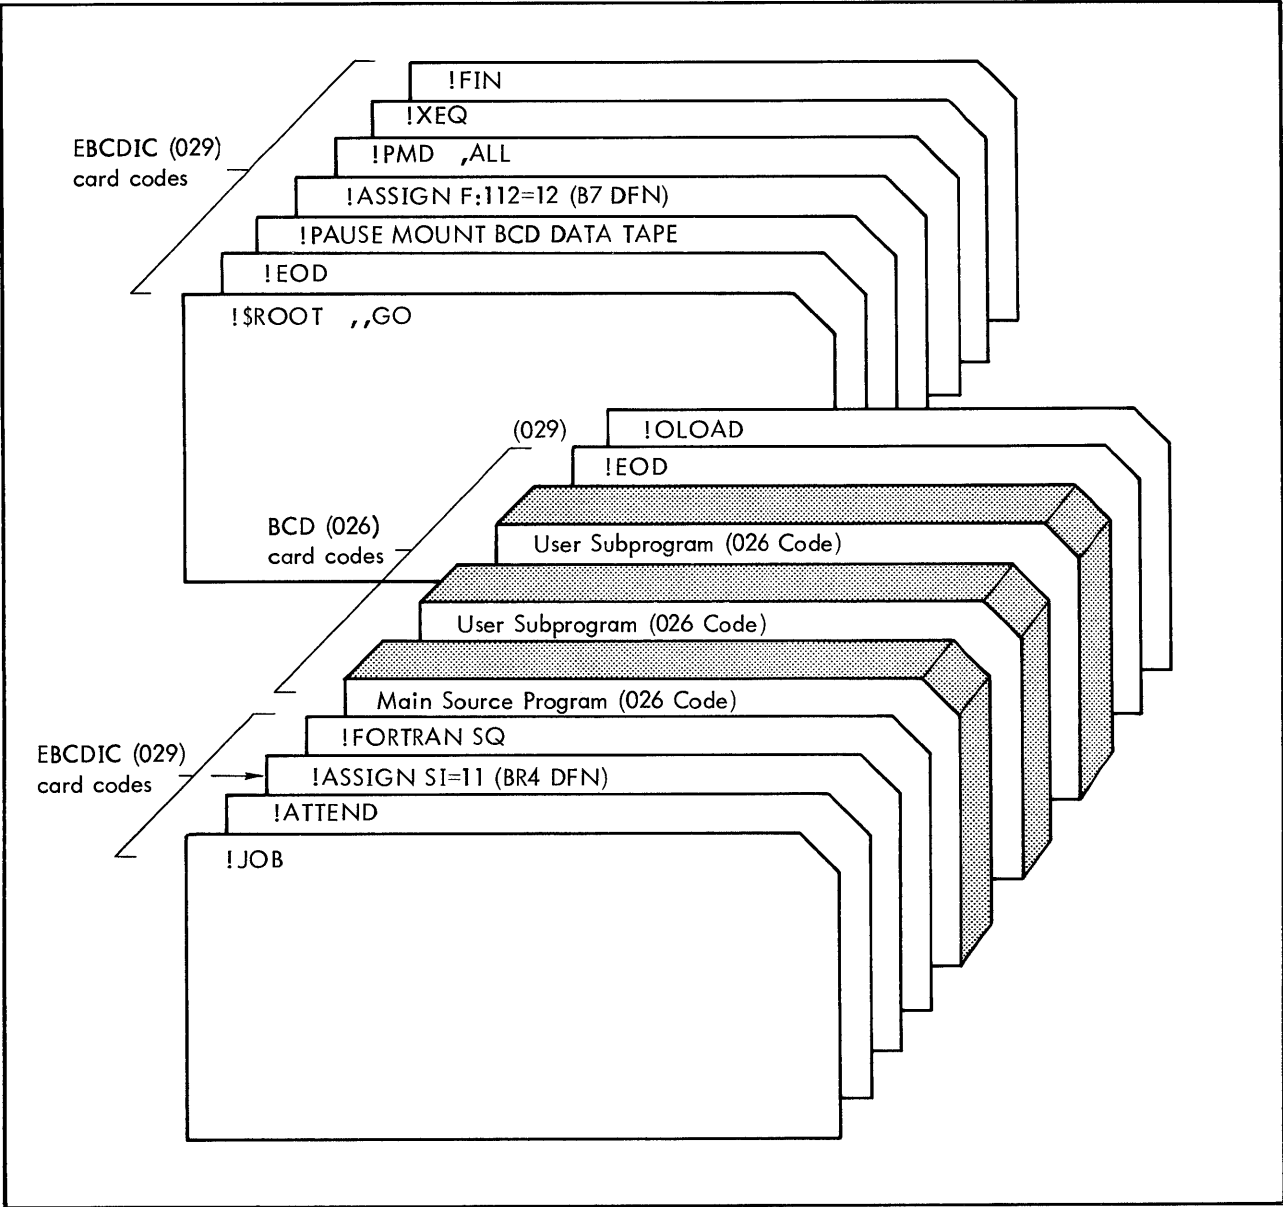 !FIN
!XEQ
!PMD ,ALL
!ASSIGN F:112=12 (B7 DFN)
!PAUSE MOUNT BCD DATA TAPE
!EOD
!$ROOT ,,GO
EBCDIC (029)
card codes
(029)
!OLOAD
!EOD
User Subprogram (026 Code)
BCD (026)
card codes
User Subprogram (026 Code)
Main Source Program (026 Code)
!FORTRAN SQ
!ASSIGN SI=11 (BR4 DFN)
!ATTEND
!JOB
EBCDIC (029)
card codes